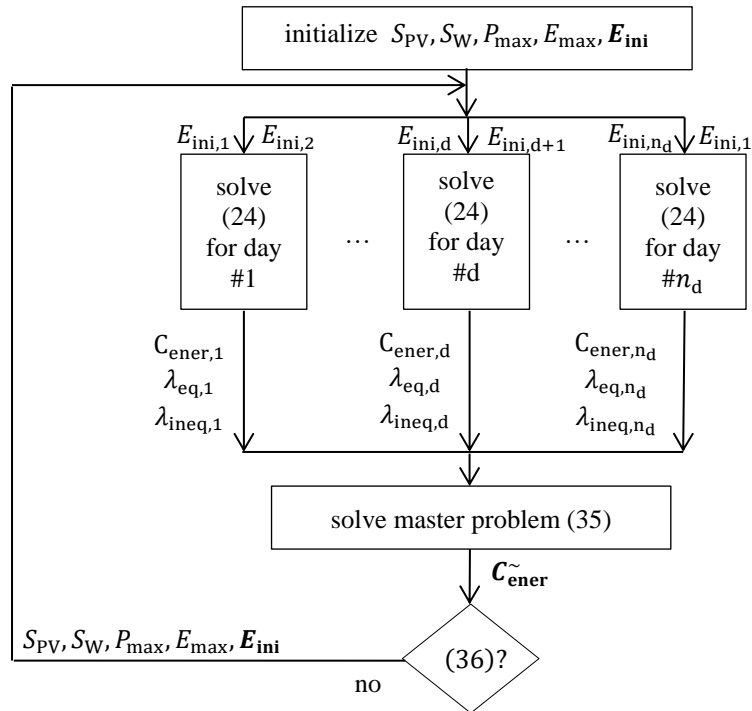 initialize S_PV, S_W, P_max, E_max, E_ini
E_ini,1 E_ini,2 E_ini,d E_ini,d+1 E_ini,n_d E_ini,1
solve solve solve
(24) (24) (24)
for day ... for day ... for day
#1 #d #n_d
C_ener,1 C_ener,d C_ener,n_d
λ_eq,1 λ_eq,d λ_eq,n_d
λ_ineq,1 λ_ineq,d λ_ineq,n_d
solve master problem (35)
C~_ener
S_PV, S_W, P_max, E_max, E_ini
(36)?
no